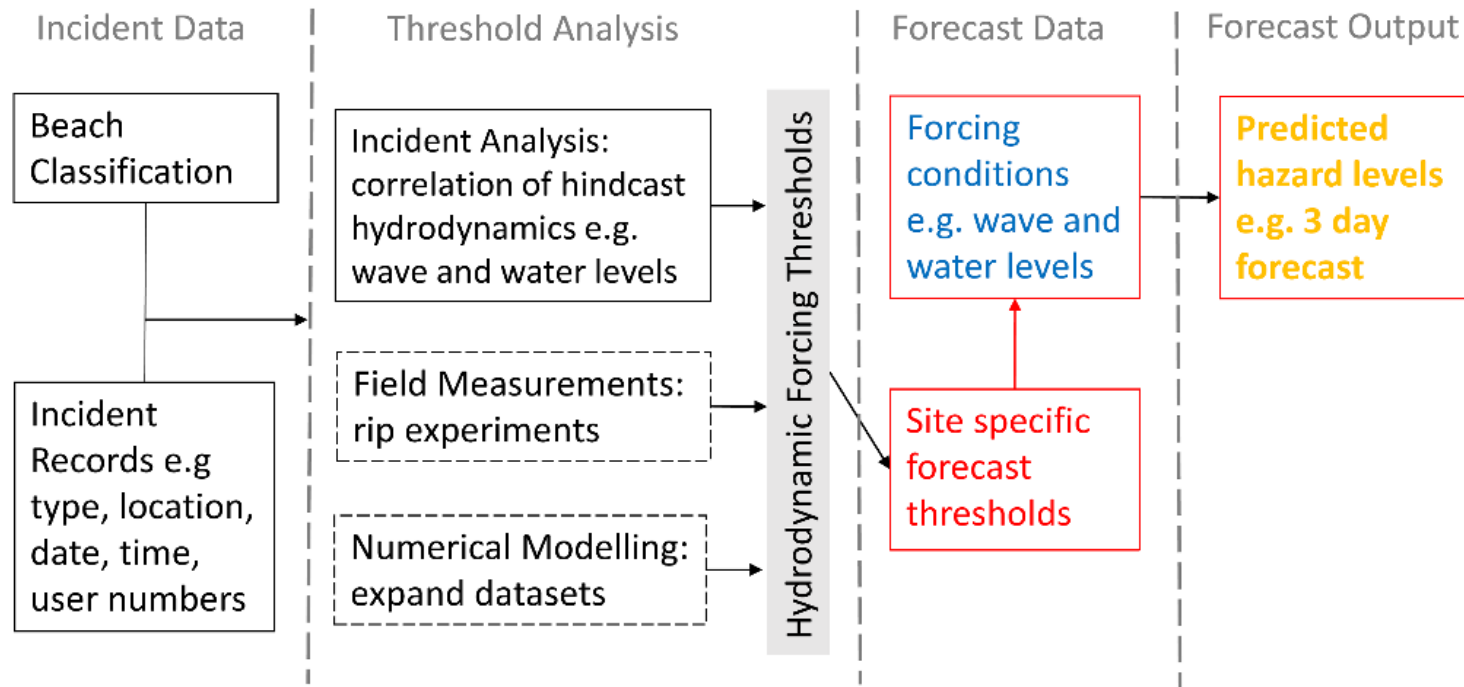 Incident Data
Threshold Analysis
Forecast Data
Forecast Output
Beach
Classification
Incident
Records e.g
type, location,
date, time,
user numbers
Incident Analysis:
correlation of hindcast
hydrodynamics e.g.
wave and water levels
Field Measurements:
rip experiments
Numerical Modelling:
expand datasets
Hydrodynamic Forcing Thresholds
Forcing
conditions
e.g. wave and
water levels
Site specific
forecast
thresholds
Predicted
hazard levels
e.g. 3 day
forecast